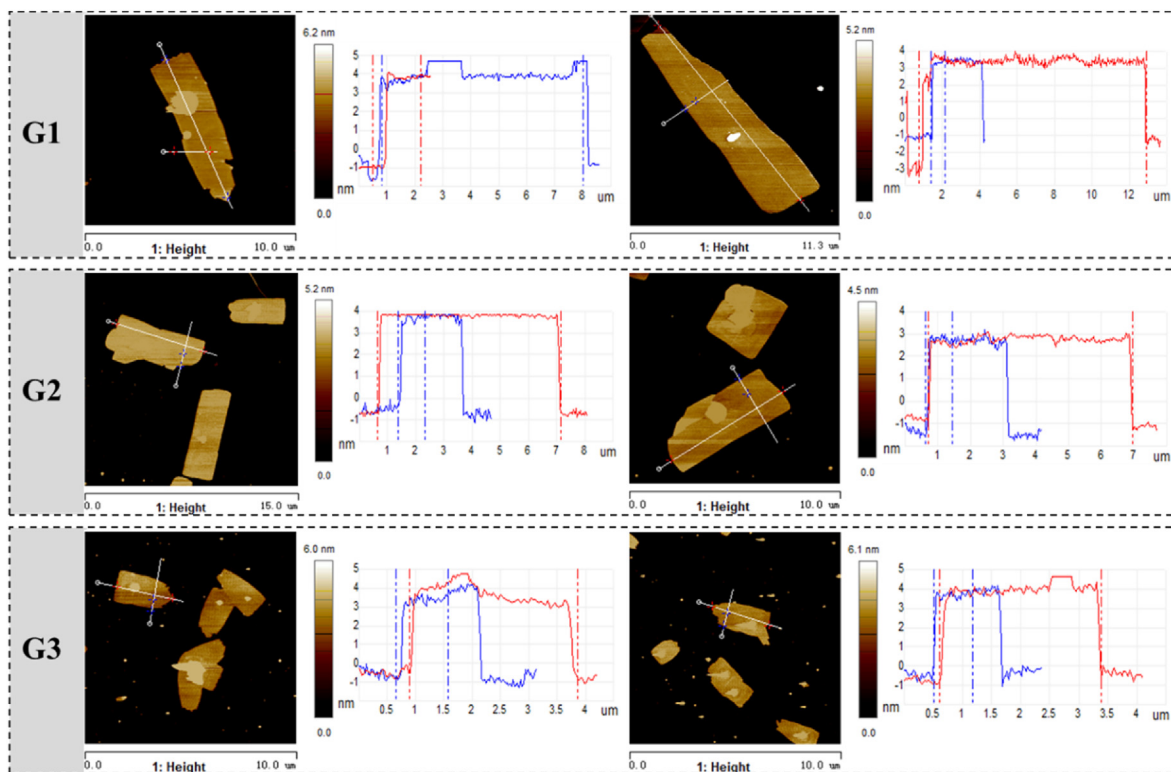 G1
6.2 nm
0.0
0.0 1: Height 10.0 um
5
4
3
2
1
0
-1
nm
1 2 3 4 5 6 7 8 um
5.2 nm
0.0
0.0 1: Height 11.3 um
4
3
2
1
0
-1
-2
-3
nm
2 4 6 8 10 12 um
G2
5.2 nm
0.0
0.0 1: Height 15.0 um
4
3
2
1
0
-1
nm
1 2 3 4 5 6 7 8 um
4.5 nm
0.0
0.0 1: Height 10.0 um
4
3
2
1
0
-1
nm
1 2 3 4 5 6 7 um
G3
6.0 nm
0.0
0.0 1: Height 10.0 um
5
4
3
2
1
0
-1
nm
0.5 1 1.5 2 2.5 3 3.5 4 um
6.1 nm
0.0
0.0 1: Height 10.0 um
5
4
3
2
1
0
-1
nm
0.5 1 1.5 2 2.5 3 3.5 4 um